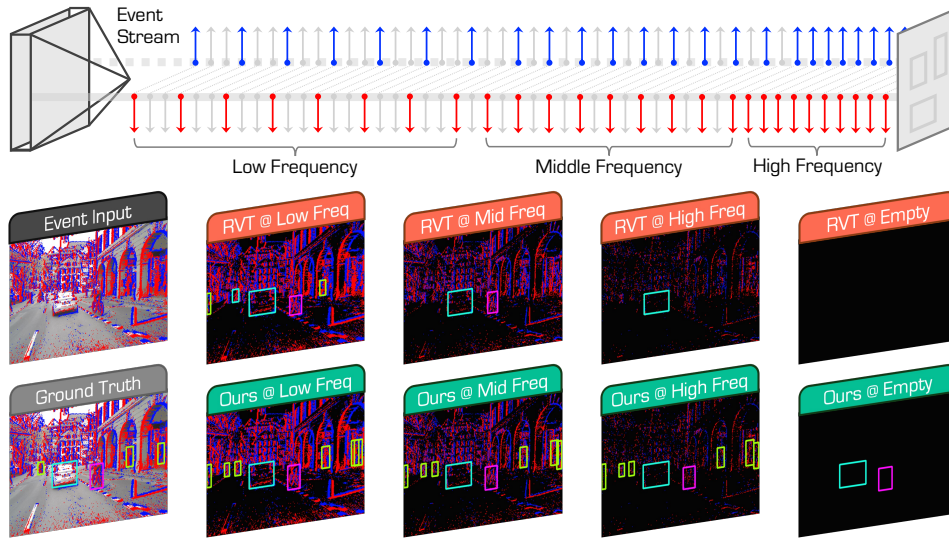 Event
Stream
Low Frequency
Middle Frequency
High Frequency
Event Input
RVT @ Low Freq
RVT @ Mid Freq
RVT @ High Freq
RVT @ Empty
Ground Truth
Ours @ Low Freq
Ours @ Mid Freq
Ours @ High Freq
Ours @ Empty